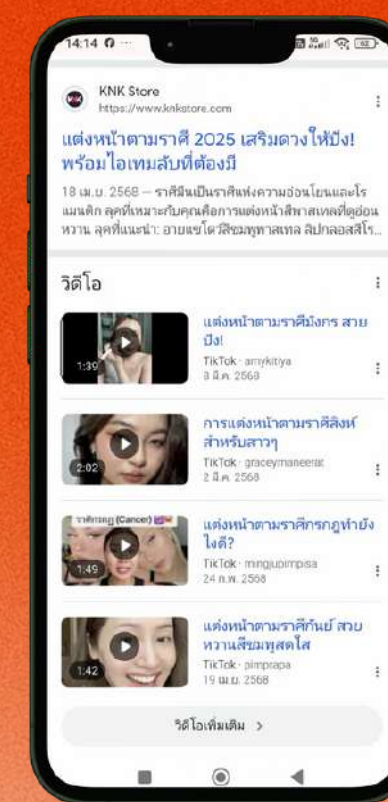 14:14
5G
62
KNK
KNK Store
https://www.knkstore.com
แต่งหน้าตามราศี 2025 เสริมดวงให้ปัง!
พร้อมไอเทมลับที่ต้องมี
18 เม.ย. 2568 — ราศีมีนเป็นราศีแห่งความอ่อนโยนและโร
แมนติก ลุคที่เหมาะกับคุณคือการแต่งหน้าสีพาสเทลที่ดูอ่อน
หวาน ลุคที่แนะนำ: อายแชโดว์สีชมพูพาสเทล ลิปกลอสสีโร...
วิดีโอ
แต่งหน้าตามราศีมังกร สวย
ปัง!
TikTok · amykitiya
8 มี.ค. 2568
1:39
การแต่งหน้าตามราศีสิงห์
สำหรับสาวๆ
TikTok · graceymaneerat
2 มี.ค. 2568
2:02
ราศีกรกฎ (Cancer)
แต่งหน้าตามราศีกรกฎทำยัง
ไงดี?
TikTok · mingjupimpisa
24 ก.พ. 2568
1:49
แต่งหน้าตามราศีกันย์ สวย
หวานสีชมพูสดใส
TikTok · pimprapa
19 เม.ย. 2568
1:42
วิดีโอเพิ่มเติม >